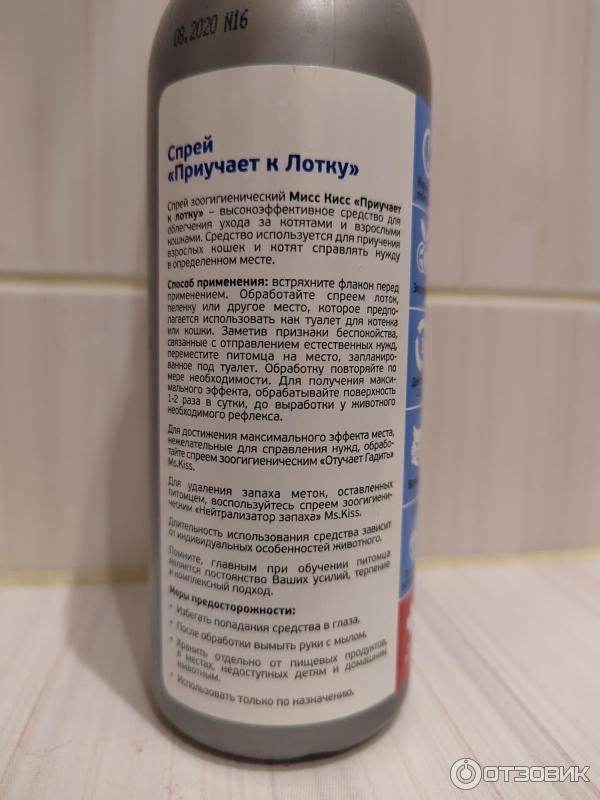 08.2020 N16
Спрей
«Приучает к Лотку»
Спрей зоогигиенический Мисс Кисс «Приучает
к лотку» – высокоэффективное средство для
облегчения ухода за котятами и взрослыми
кошками. Средство используется для приучения
взрослых кошек и котят справлять нужду
в определенном месте.
Способ применения: встряхните флакон перед
применением. Обработайте спреем лоток,
пеленку или другое место, которое предпо-
лагается использовать как туалет для котенка
или кошки. Заметив признаки беспокойства,
связанные с отправлением естественных нужд,
переместите питомца на место, запланиро-
ванное под туалет. Обработку повторяйте по
мере необходимости. Для получения макси-
мального эффекта, обрабатывайте поверхность
1-2 раза в сутки, до выработки у животного
необходимого рефлекса.
Для достижения максимального эффекта места,
нежелательные для справления нужд, обрабо-
тайте спреем зоогигиеническим «Отучает Гадить»
Ms.Kiss.
Для удаления запаха меток, оставленных
питомцем, воспользуйтесь спреем зоогигиени-
ческим «Нейтрализатор запаха» Ms.Kiss.
Длительность использования средства зависит
от индивидуальных особенностей животного.
Помните, главным при обучении питомца
является постоянство Ваших усилий, терпение
и комплексный подход.
Меры предосторожности:
• Избегать попадания средства в глаза.
• После обработки вымыть руки с мылом.
• Хранить отдельно от пищевых продуктов,
в местах, недоступных детям и домашним
животным.
• Использовать только по назначению.
ОТЗОВИК